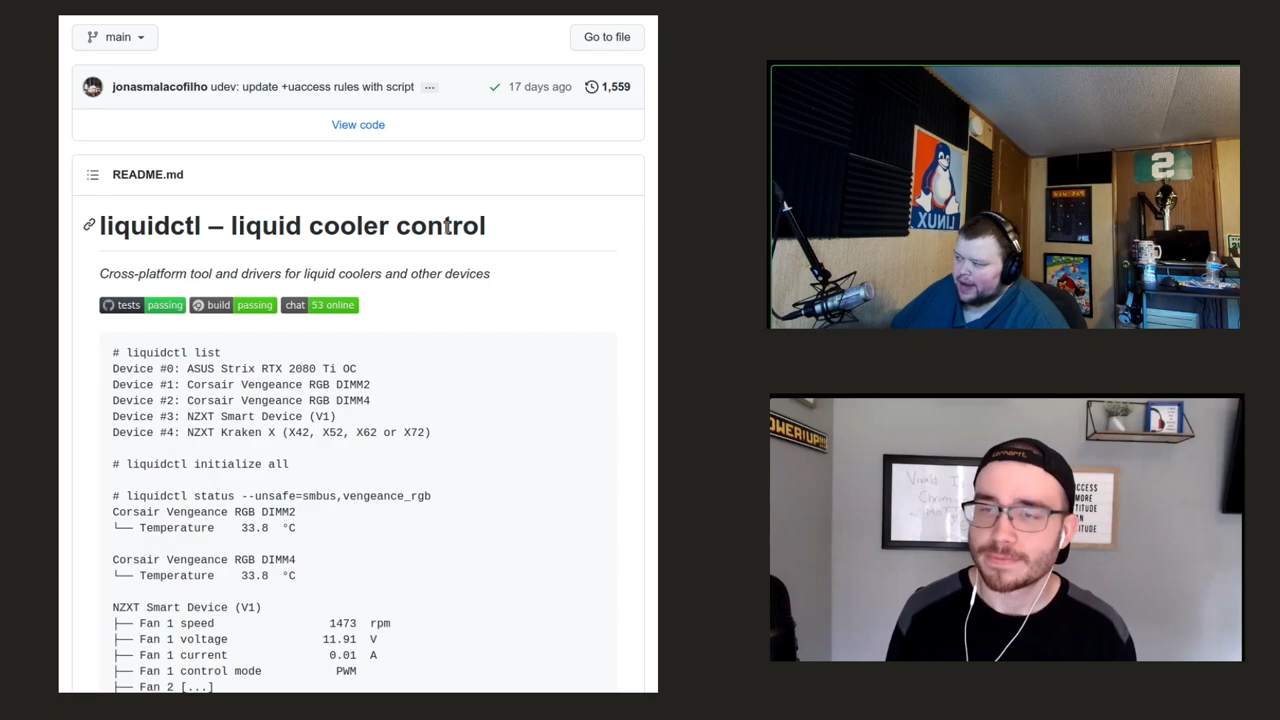 main
Go to file
jonasmalacofilho udev: update +uaccess rules with script ...
17 days ago
1,559
View code
README.md
liquidctl – liquid cooler control
Cross-platform tool and drivers for liquid coolers and other devices
tests passing build passing chat 53 online
# liquidctl list
Device #0: ASUS Strix RTX 2080 Ti OC
Device #1: Corsair Vengeance RGB DIMM2
Device #2: Corsair Vengeance RGB DIMM4
Device #3: NZXT Smart Device (V1)
Device #4: NZXT Kraken X (X42, X52, X62 or X72)
# liquidctl initialize all
# liquidctl status --unsafe=smbus,vengeance_rgb
Corsair Vengeance RGB DIMM2
└── Temperature 33.8 °C
Corsair Vengeance RGB DIMM4
└── Temperature 33.8 °C
NZXT Smart Device (V1)
├── Fan 1 speed 1473 rpm
├── Fan 1 voltage 11.91 V
├── Fan 1 current 0.01 A
├── Fan 1 control mode PWM
├── Fan 2 [...]
LINUX
S
POWER UP!!!
carhartt